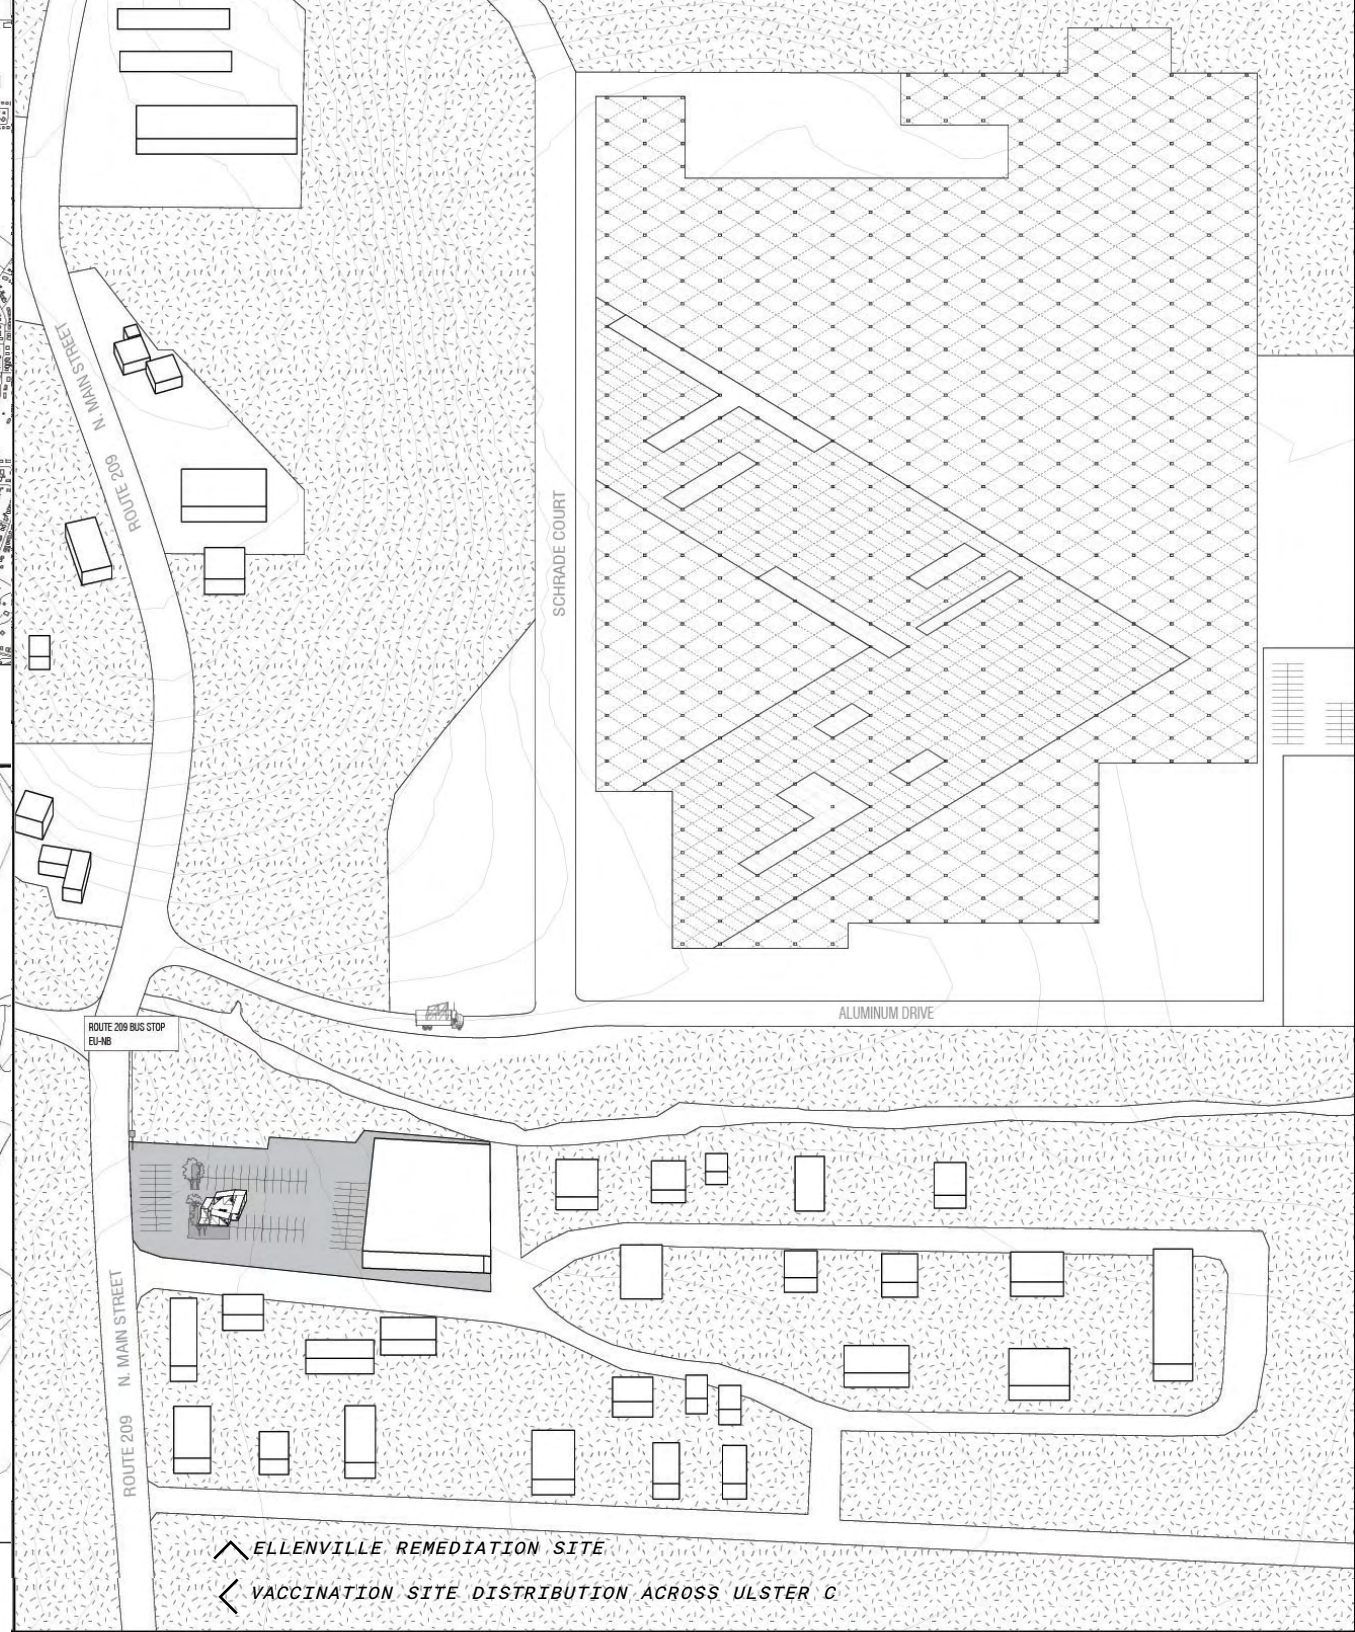 N. MAIN STREET
ROUTE 209
SCHRADE COURT
ALUMINUM DRIVE
ROUTE 209 BUS STOP
EU-NB
N. MAIN STREET
ROUTE 209
ELLENVILLE REMEDIATION SITE
VACCINATION SITE DISTRIBUTION ACROSS ULSTER C